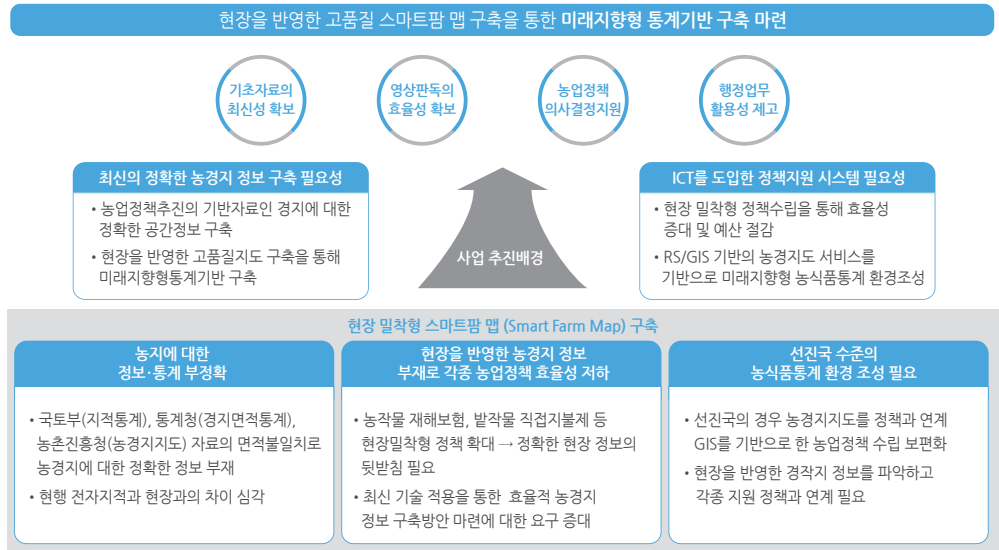 현장을 반영한 고품질 스마트팜 맵 구축을 통한 미래지향형 통계기반 구축 마련
기초자료의
최신성 확보
영상판독의
효율성 확보
농업정책
의사결정지원
행정업무
활용성 제고
최신의 정확한 농경지 정보 구축 필요성
• 농업정책추진의 기반자료인 경지에 대한
정확한 공간정보 구축
• 현장을 반영한 고품질지도 구축을 통해
미래지향형통계기반 구축
사업 추진배경
ICT를 도입한 정책지원 시스템 필요성
• 현장 밀착형 정책수립을 통해 효율성
증대 및 예산 절감
• RS/GIS 기반의 농경지도 서비스를
기반으로 미래지향형 농식품통계 환경조성
현장 밀착형 스마트팜 맵 (Smart Farm Map) 구축
농지에 대한
정보·통계 부정확
• 국토부(지적통계), 통계청(경지면적통계),
농촌진흥청(농경지지도) 자료의 면적불일치로
농경지에 대한 정확한 정보 부재
• 현행 전자지적과 현장과의 차이 심각
현장을 반영한 농경지 정보
부재로 각종 농업정책 효율성 저하
• 농작물 재해보험, 밭작물 직접지불제 등
현장밀착형 정책 확대 → 정확한 현장 정보의
뒷받침 필요
• 최신 기술 적용을 통한 효율적 농경지
정보 구축방안 마련에 대한 요구 증대
선진국 수준의
농식품통계 환경 조성 필요
• 선진국의 경우 농경지지도를 정책과 연계
GIS를 기반으로 한 농업정책 수립 보편화
• 현장을 반영한 경작지 정보를 파악하고
각종 지원 정책과 연계 필요